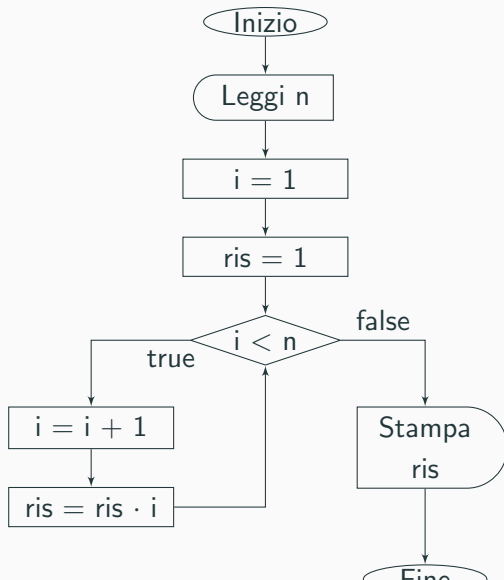 Inizio
Leggi n
i = 1
ris = 1
i < n
true
false
i = i + 1
ris = ris · i
Stampa
ris
Fine